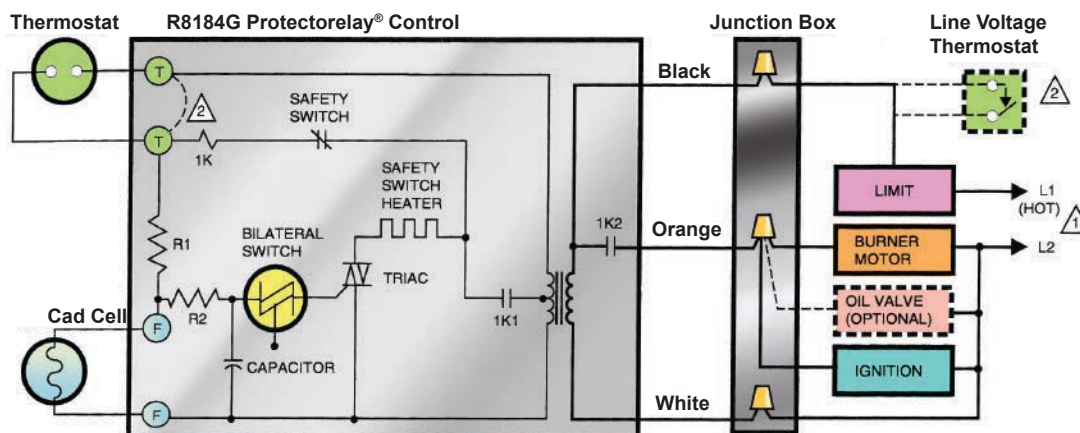 Thermostat
R8184G Protectorelay® Control
Junction Box
Line Voltage
Thermostat
T
2
T
1K
SAFETY
SWITCH
SAFETY
SWITCH
HEATER
R1
BILATERAL
SWITCH
TRIAC
R2
Cad Cell
F
CAPACITOR
F
1K1
1K2
Black
Orange
White
2
LIMIT
L1
(HOT)
1
BURNER
MOTOR
L2
OIL VALVE
(OPTIONAL)
IGNITION